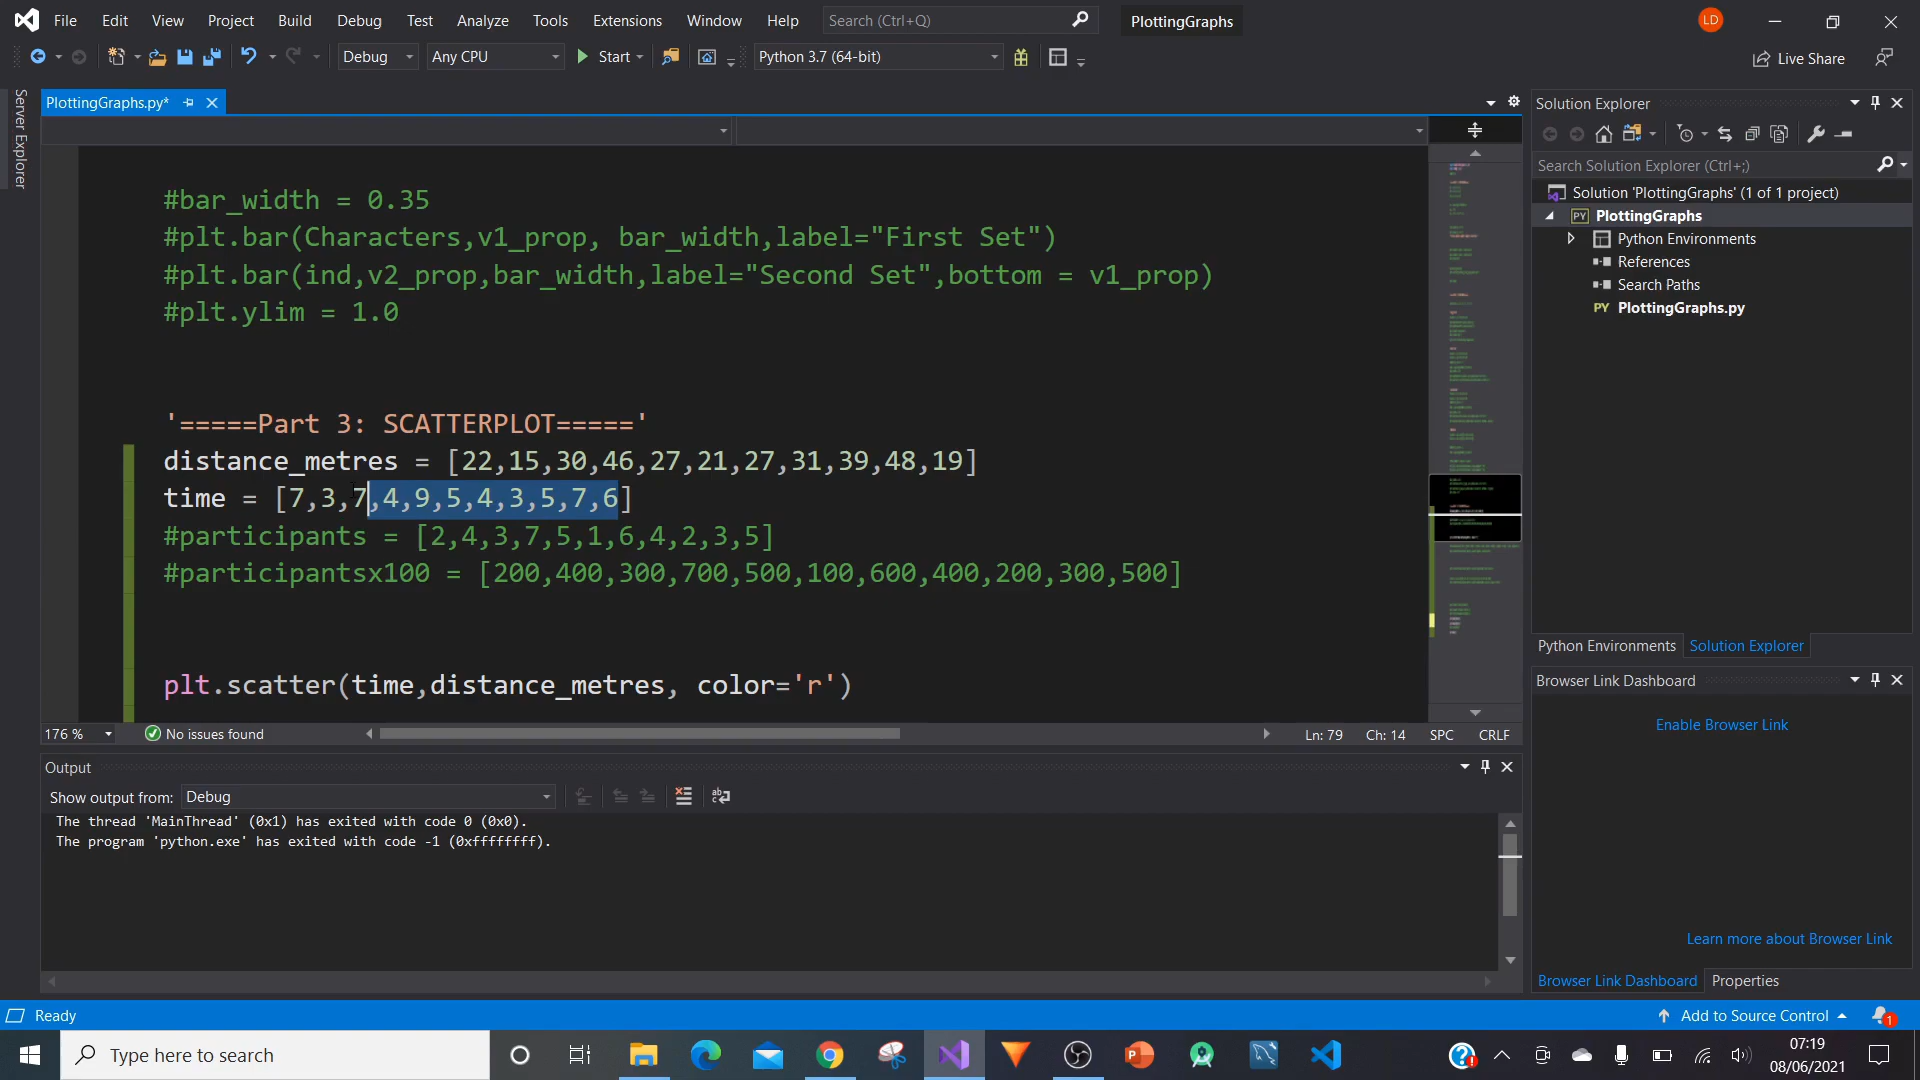 File Edit View Project Build Debug Test Analyze Tools Extensions Window Help Search (Ctrl+Q) PlottingGraphs LD
Debug Any CPU Start Python 3.7 (64-bit) Live Share
Server Explorer
PlottingGraphs.py*
#bar_width = 0.35
#plt.bar(Characters,v1_prop, bar_width,label="First Set")
#plt.bar(ind,v2_prop,bar_width,label="Second Set",bottom = v1_prop)
#plt.ylim = 1.0
'=====Part 3: SCATTERPLOT====='
distance_metres = [22,15,30,46,27,21,27,31,39,48,19]
time = [7,3,7,4,9,5,4,3,5,7,6]
#participants = [2,4,3,7,5,1,6,4,2,3,5]
#participantsx100 = [200,400,300,700,500,100,600,400,200,300,500]
plt.scatter(time,distance_metres, color='r')
176 % No issues found Ln: 79 Ch: 14 SPC CRLF
Output
Show output from: Debug
The thread 'MainThread' (0x1) has exited with code 0 (0x0).
The program 'python.exe' has exited with code -1 (0xffffffff).
Solution Explorer
Search Solution Explorer (Ctrl+;)
Solution 'PlottingGraphs' (1 of 1 project)
PY PlottingGraphs
Python Environments
References
Search Paths
PY PlottingGraphs.py
Python Environments Solution Explorer
Browser Link Dashboard
Enable Browser Link
Learn more about Browser Link
Browser Link Dashboard Properties
Ready Add to Source Control 1
Type here to search
07:19
08/06/2021